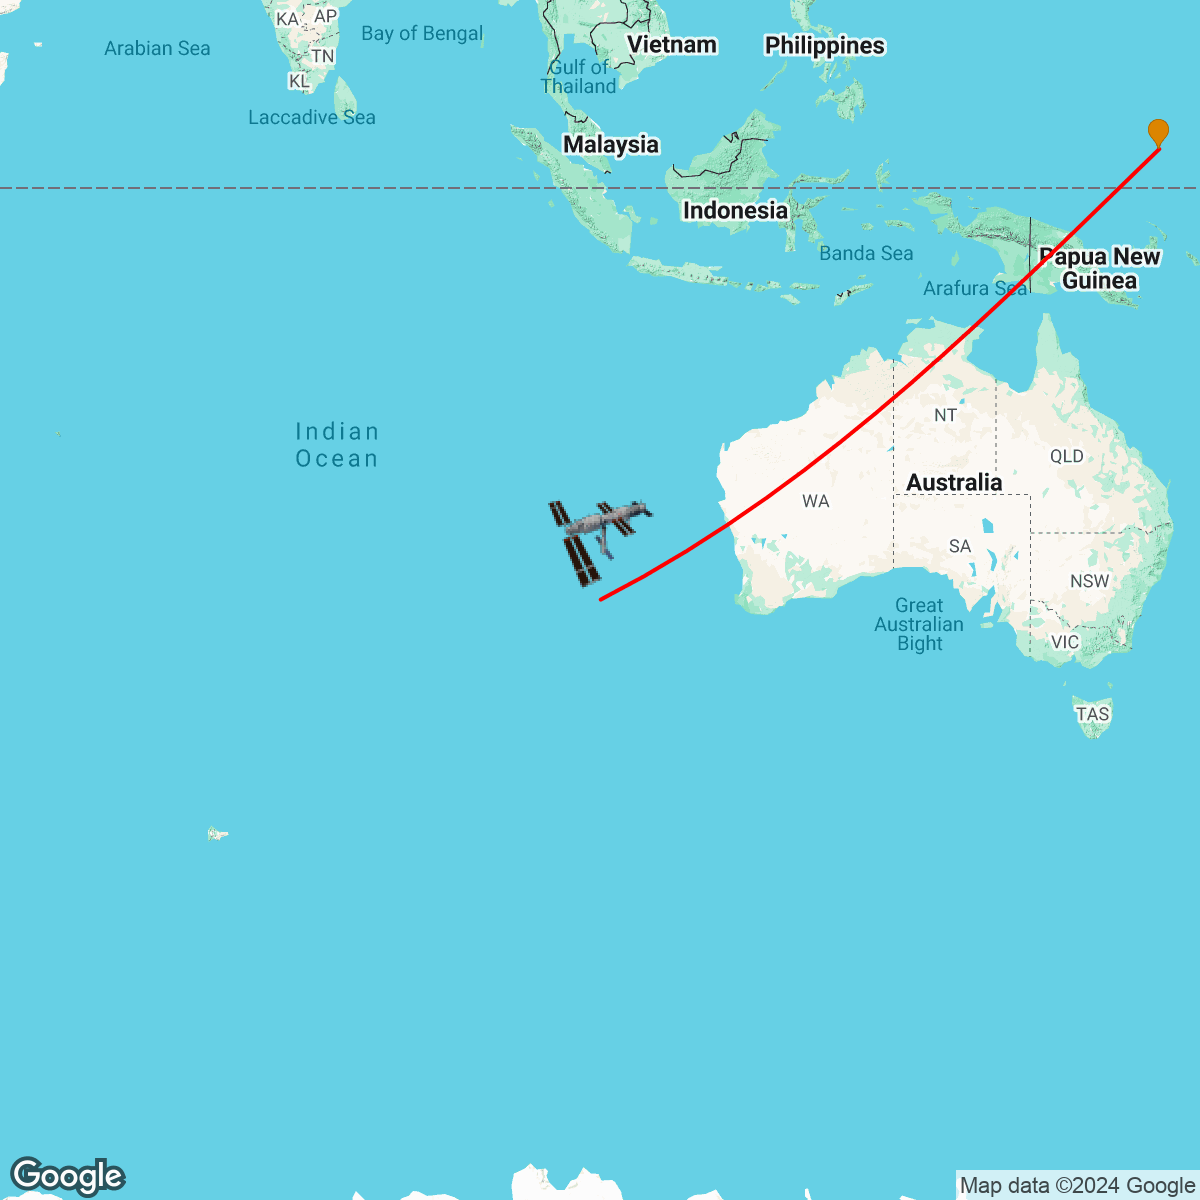 KA
AP
Arabian Sea
Bay of Bengal
Vietnam
Philippines
TN
KL
Gulf of
Thailand
Laccadive Sea
Malaysia
Indonesia
Banda Sea
Papua New
Guinea
Arafura Sea
Indian
Ocean
NT
QLD
Australia
WA
SA
NSW
Great
Australian
Bight
VIC
TAS
Google
Map data ©2024 Google